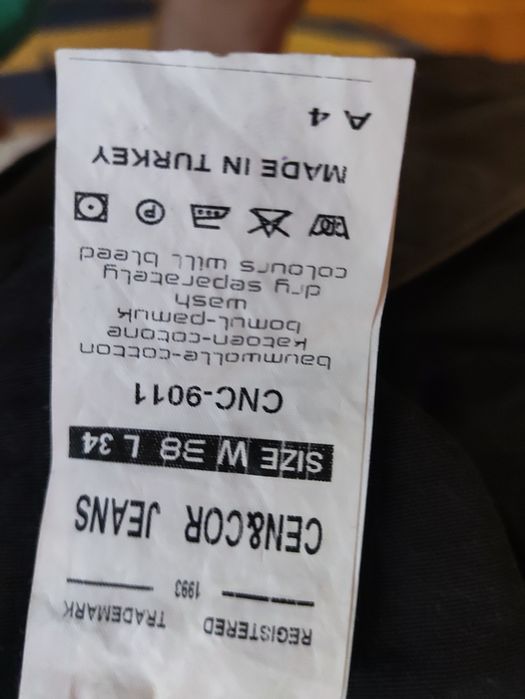 REGISTERED TRADEMARK
1993
CEN&COR JEANS
SIZE W 38 L 34
CNC-9011
baumwolle-cotton
katoen-cotone
bomul-pamuk
wash
dry separately
colours will bleed
P
MADE IN TURKEY
A 4